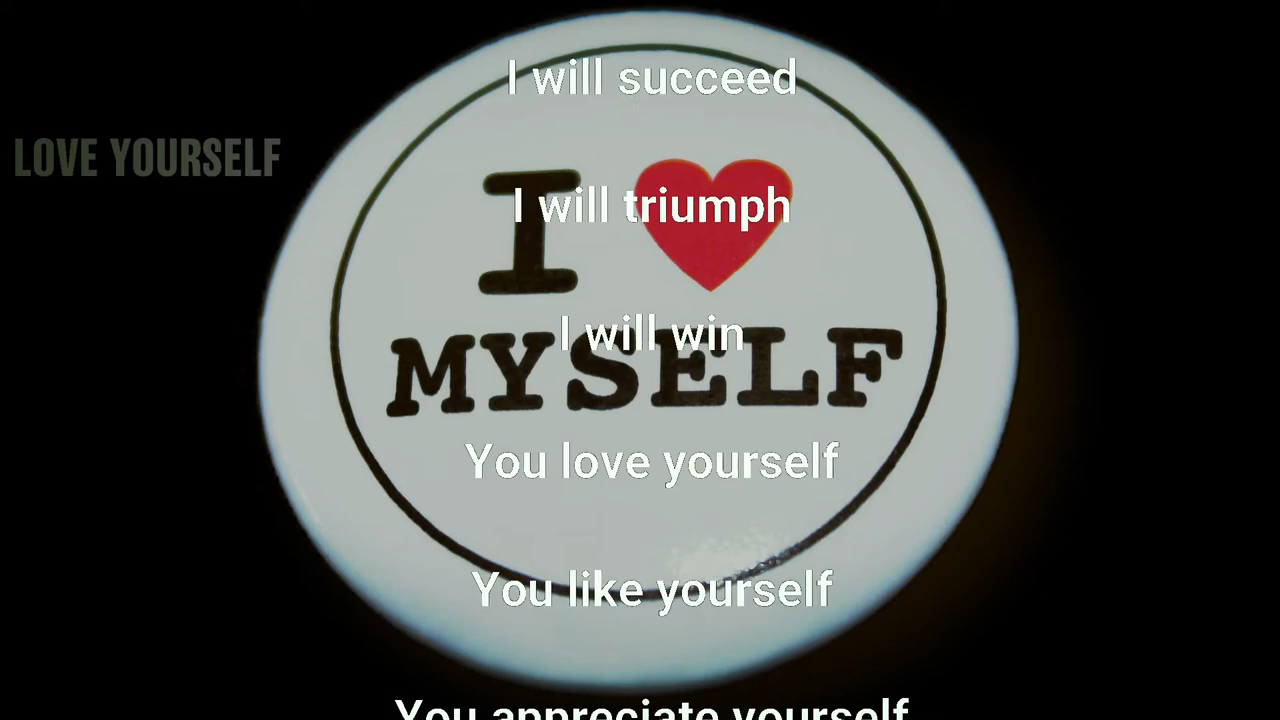 I will succeed
LOVE YOURSELF
I ❤
I will triumph
I will win
MYSELF
You love yourself
You like yourself
You appreciate yourself